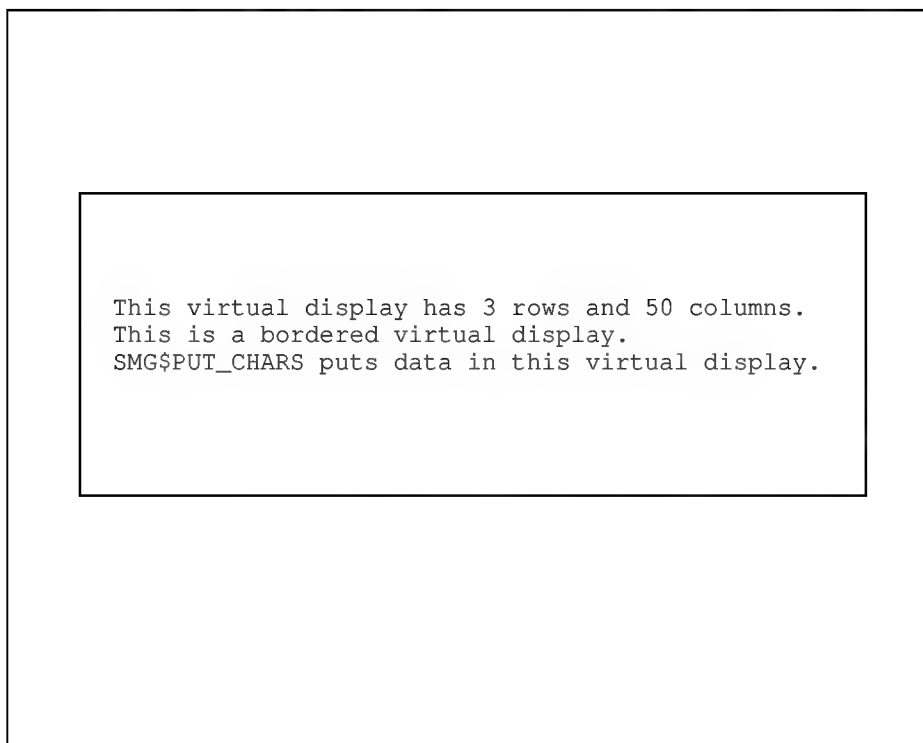 This virtual display has 3 rows and 50 columns.
This is a bordered virtual display.
SMG$PUT_CHARS puts data in this virtual display.